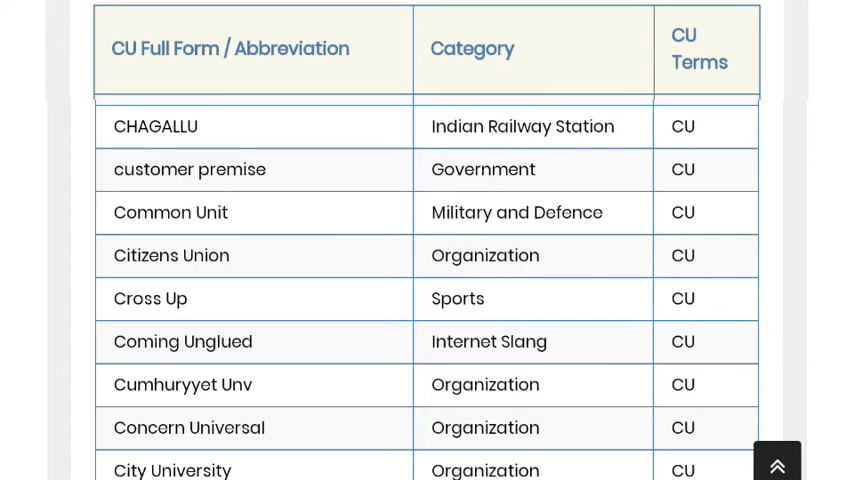 CU Full Form / Abbreviation Category CU Terms
CHAGALLU Indian Railway Station CU
customer premise Government CU
Common Unit Military and Defence CU
Citizens Union Organization CU
Cross Up Sports CU
Coming Unglued Internet Slang CU
Cumhuryyet Unv Organization CU
Concern Universal Organization CU
City University Organization CU